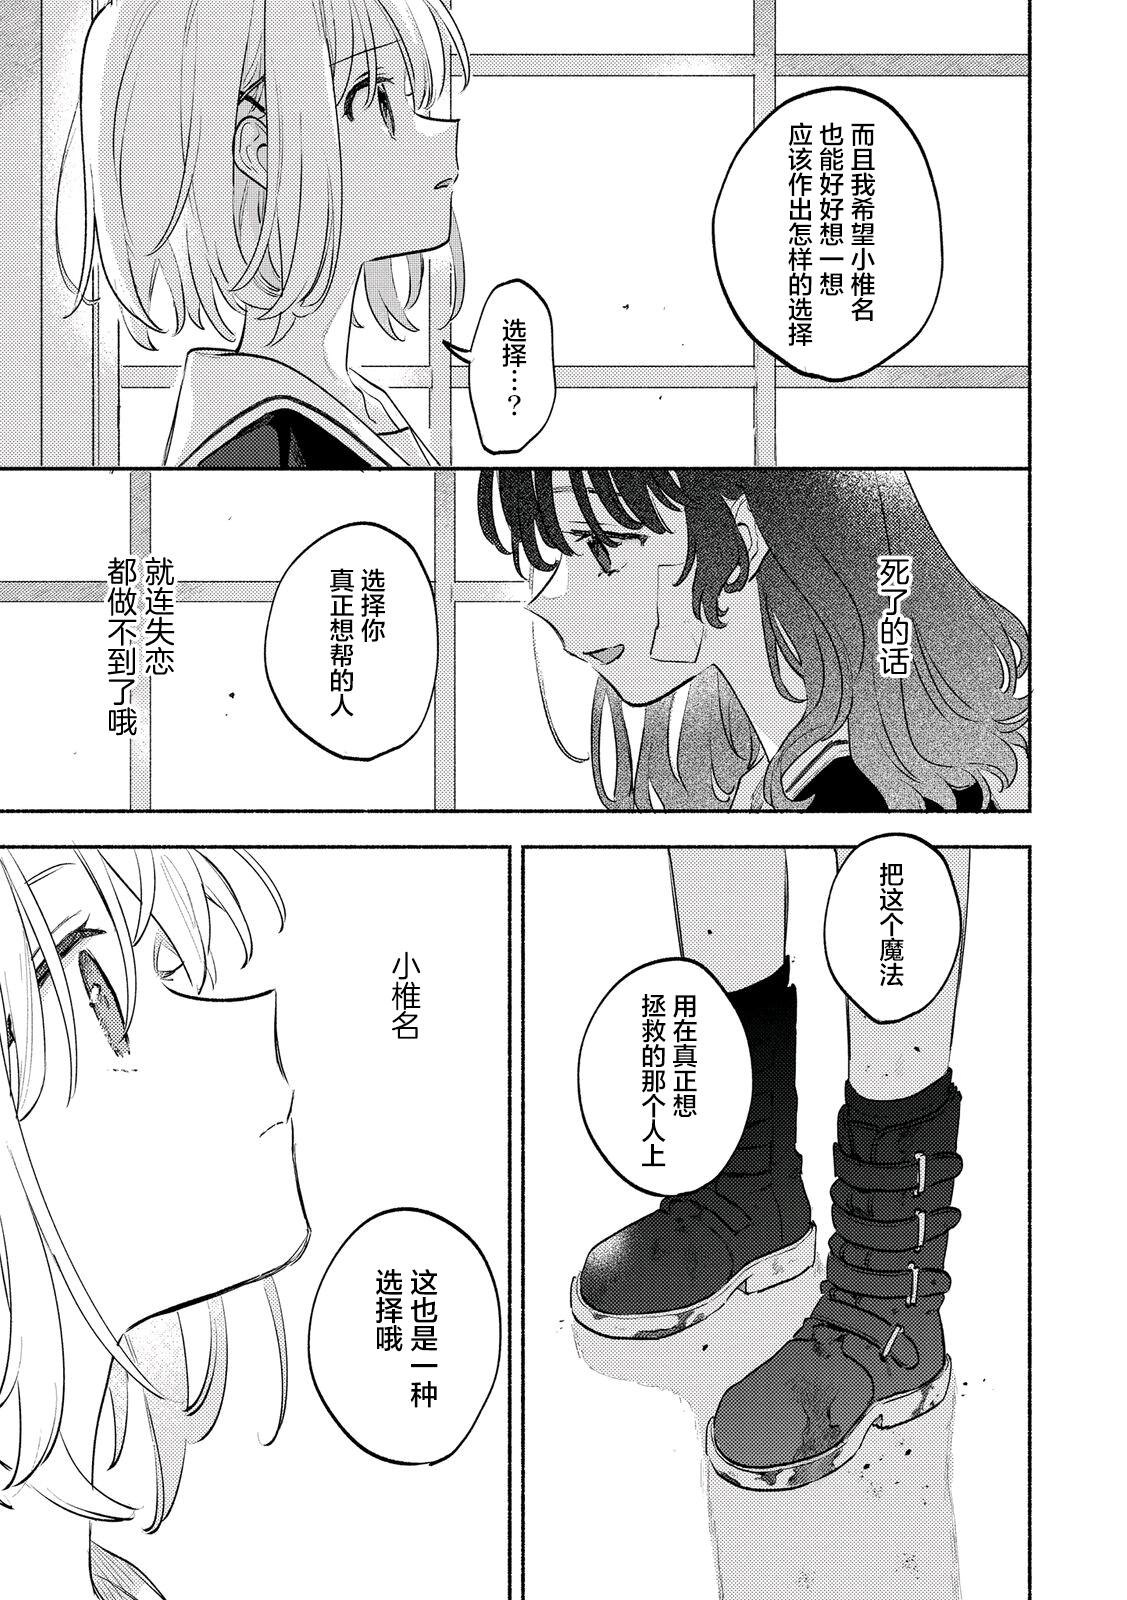 而且我希望小椎名
也能好好想一想
应该作出怎样的选择
选择…?
死了的话
选择你
真正想帮的人
就连失恋
都做不到了哦
把这个魔法
用在真正想
拯救的那个人上
小椎名
这也是一种
选择哦